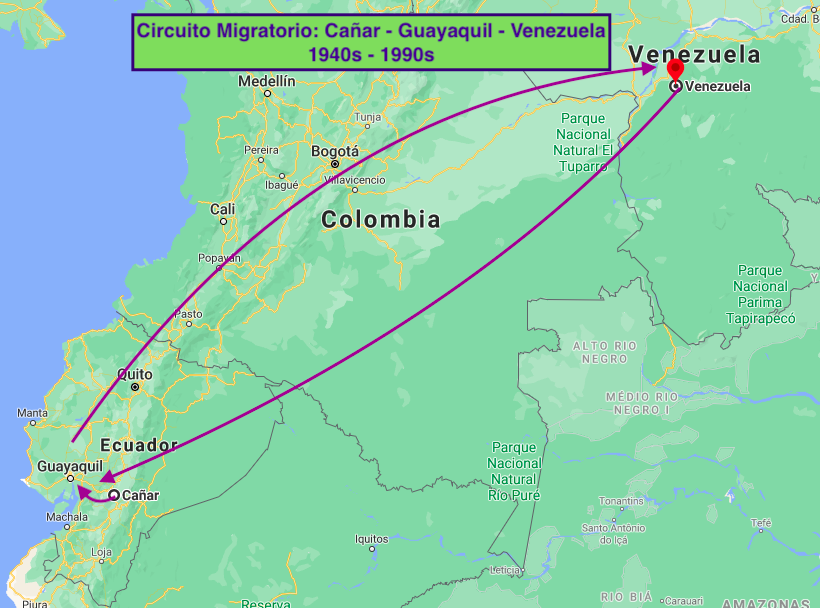 Circuito Migratorio: Cañar - Guayaquil - Venezuela
1940s - 1990s
Cdad. B
Venezuela
Venezuela
Medellín
Tunja
Parque
Nacional
Natural El
Tuparro
Pereira
Bogotá
Ibagué
Villavicencio
Cali
Colombia
Popayán
Parque
Nacional
Parima
Tapirapecó
Pasto
ALTO RIO
NEGRO
Quito
MÉDIO RIO
NEGRO I
Manta
Ecuador
Parque
Nacional
Natural
Río Puré
Guayaquil
Cañar
Machala
Tonantins
Santo Antônio
do Içá
Tefé
Iquitos
Loja
Leticia
RIO BIÁ
Carauari
AMAZONAS
Piura
Reserva